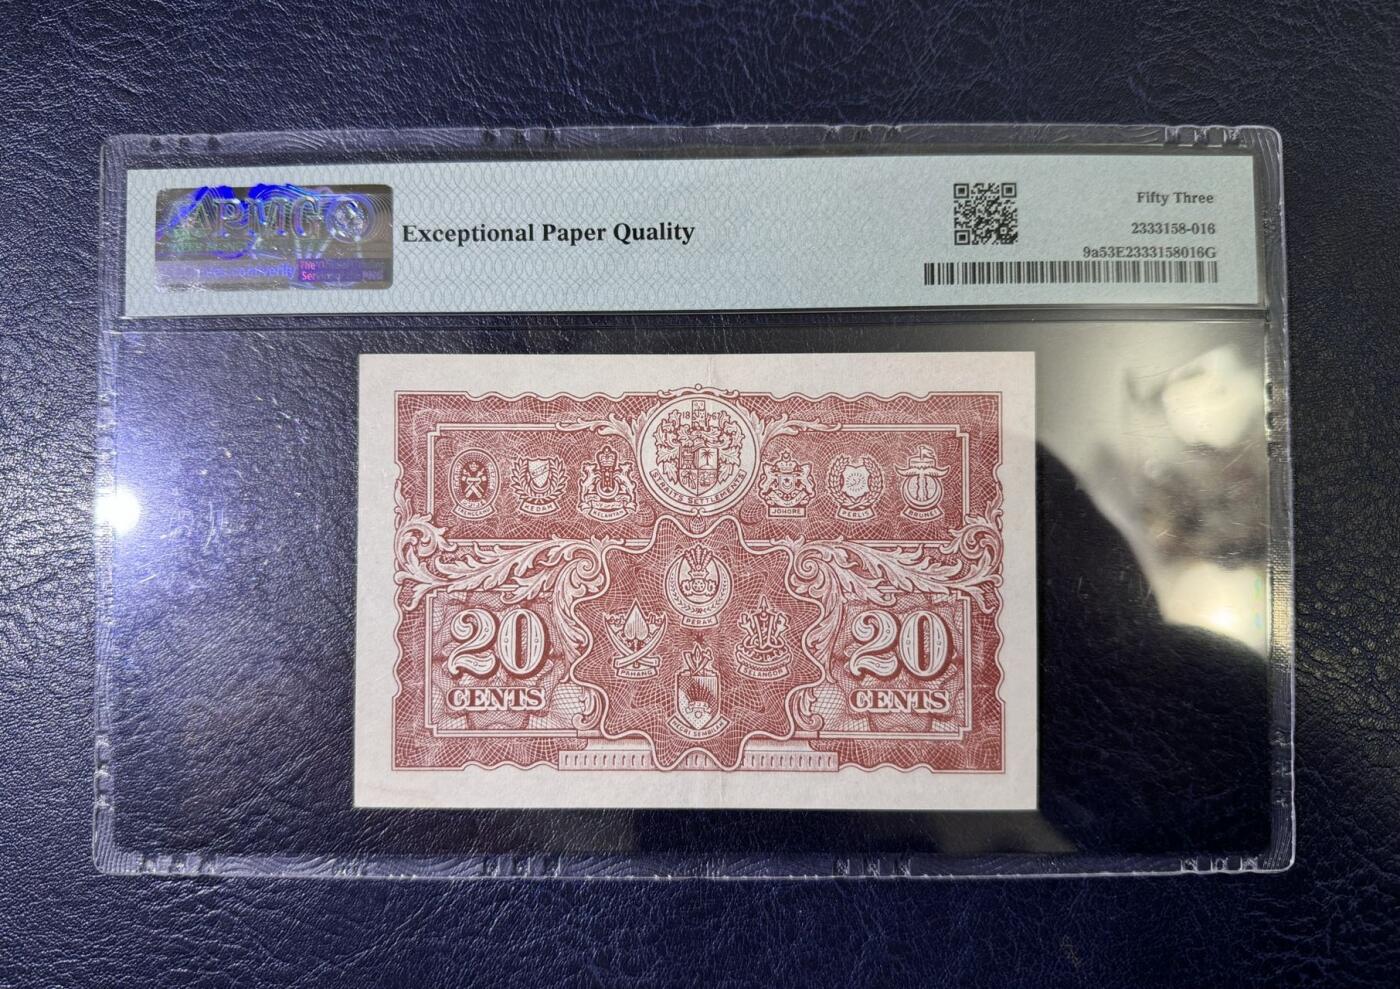 PMG
Exceptional Paper Quality
Fifty Three
2333158-016
9a53E2333158016G
STRAITS SETTLEMENTS
KEDAH
KELANTAN
JOHORE
PERLIS
BRUNEI
PERAK
PAHANG
SELANGOR
NEGRI SEMBILAN
20
CENTS
20
CENTS